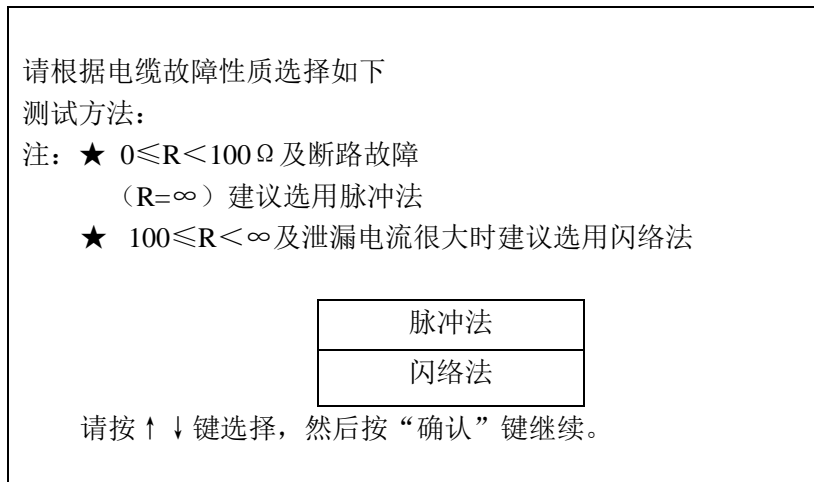 请根据电缆故障性质选择如下
测试方法：
注：★ 0≤R＜100Ω及断路故障
（R=∞）建议选用脉冲法
★ 100≤R＜∞及泄漏电流很大时建议选用闪络法
脉冲法
闪络法
请按↑↓键选择，然后按“确认”键继续。